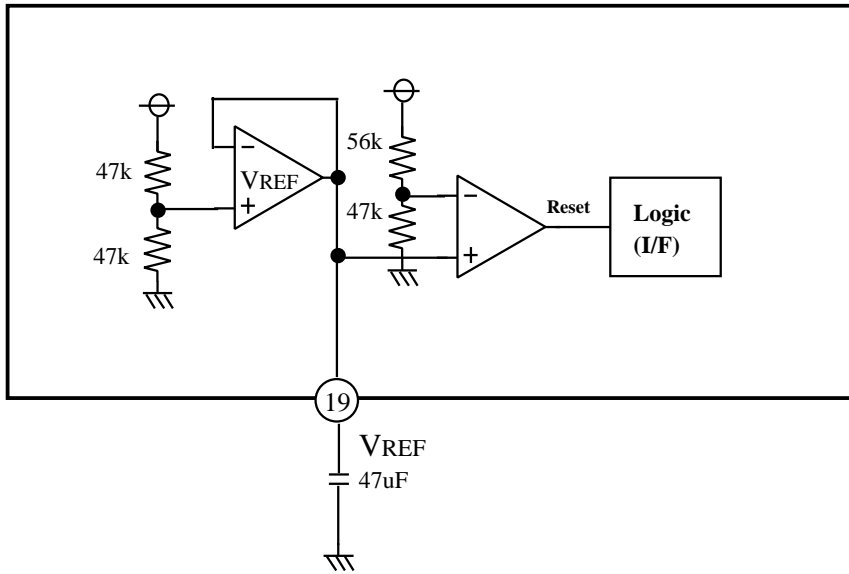 47k
47k
−
VREF
+
56k
47k
−
+
Reset
Logic
(I/F)
19
VREF
47uF